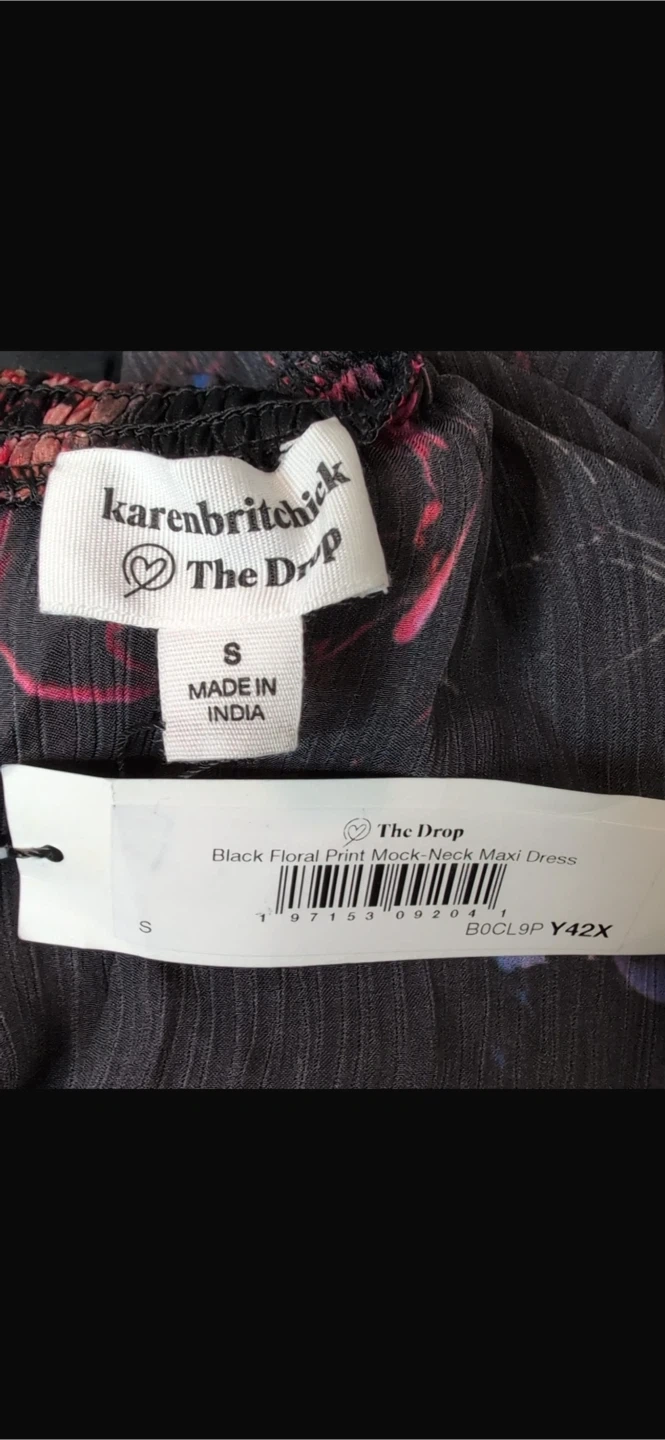 karenbritchick
The Drop
S
MADE IN
INDIA
The Drop
Black Floral Print Mock-Neck Maxi Dress
1 97153 09204 1
S
B0CL9P Y42X